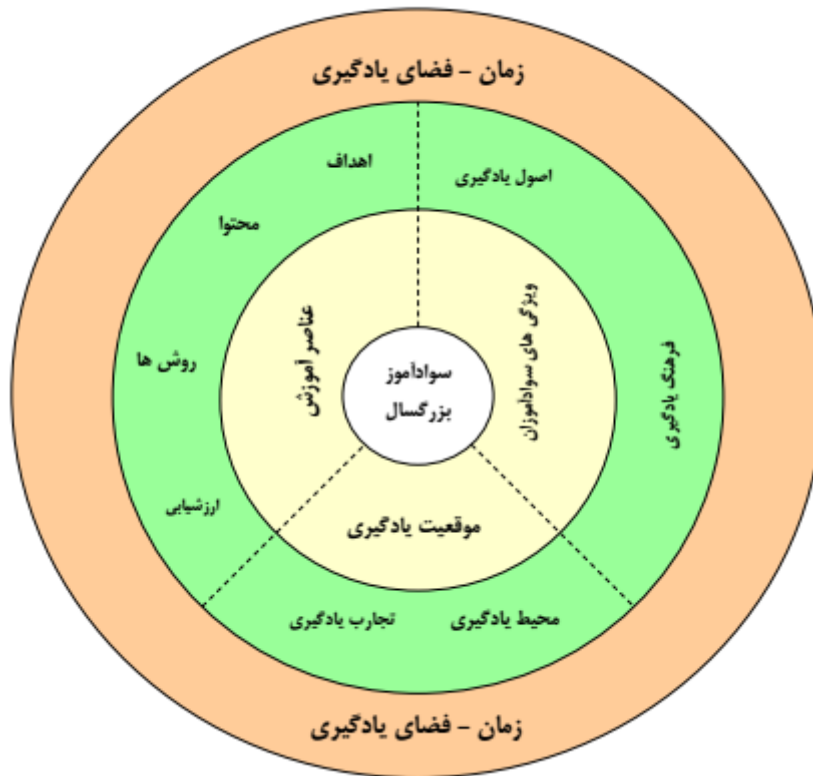 زمان - فضای یادگیری
اهداف
اصول یادگیری
محتوا
عناصر آموزش
ویژگی های سوادآموزان
فرهنگ یادگیری
روش ها
سوادآموز
بزرگسال
ارزشیابی
موقعیت یادگیری
محیط یادگیری
تجارب یادگیری
زمان - فضای یادگیری